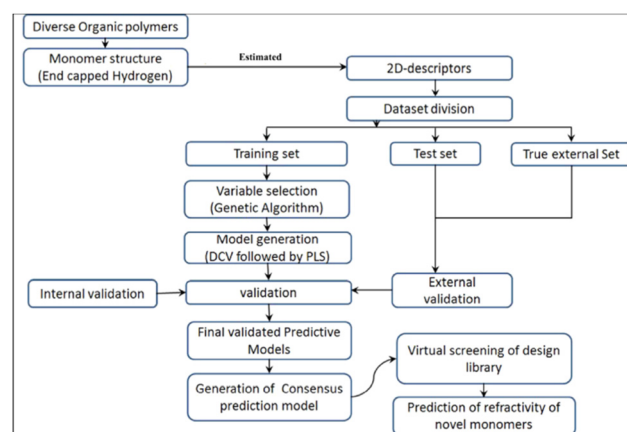 Diverse Organic polymers
Monomer structure
(End capped Hydrogen)
Estimated
2D-descriptors
Dataset division
Training set
Test set
True external Set
Variable selection
(Genetic Algorithm)
Model generation
(DCV followed by PLS)
Internal validation
validation
External
validation
Final validated Predictive
Models
Generation of Consensus
prediction model
Virtual screening of design
library
Prediction of refractivity of
novel monomers